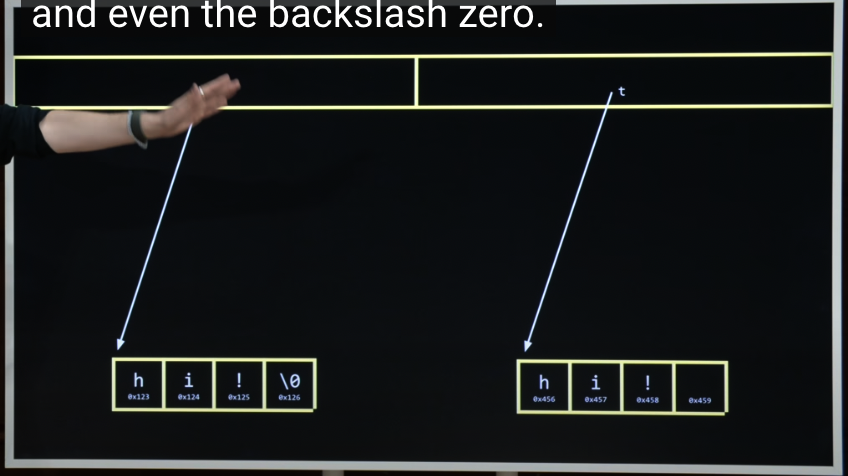 and even the backslash zero.
t
h i ! \0
0x123 0x124 0x125 0x126
h i !
0x456 0x457 0x458 0x459